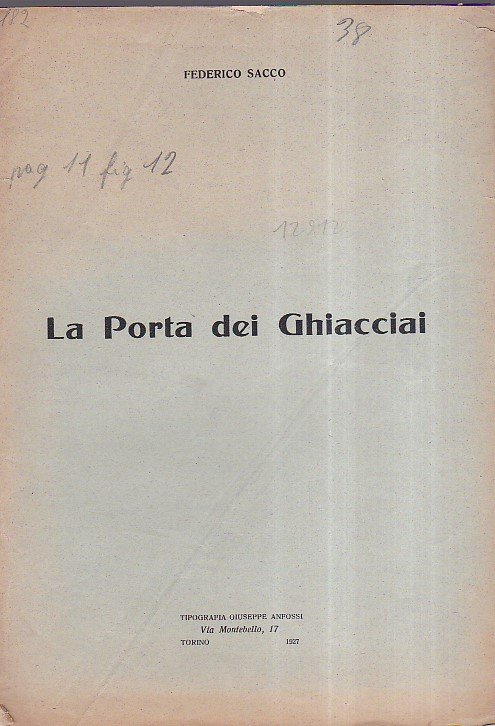 182
38
FEDERICO SACCO
pag 11 fig 12
La Porta dei Ghiacciai
TIPOGRAFIA GIUSEPPE ANFOSSI
Via Montebello, 17
TORINO 1927